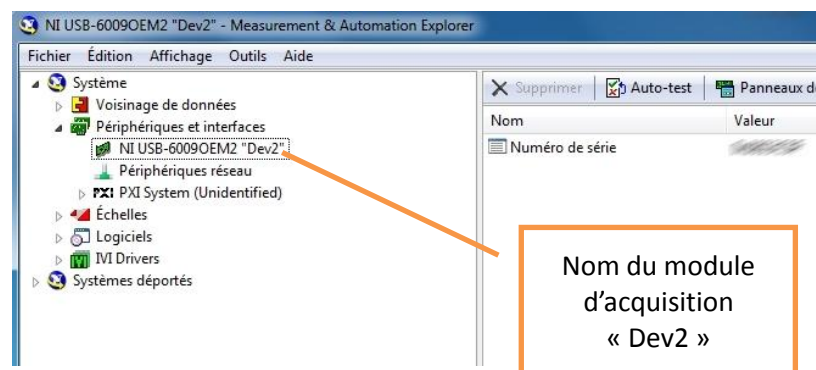 NI USB-6009OEM2 "Dev2" - Measurement & Automation Explorer
Fichier Édition Affichage Outils Aide
Système
Voisinage de données
Périphériques et interfaces
NI USB-6009OEM2 "Dev2"
Périphériques réseau
PXI PXI System (Unidentified)
Échelles
Logiciels
IVI Drivers
Systèmes déportés
Supprimer Auto-test Panneaux d
Nom Valeur
Numéro de série
Nom du module
d'acquisition
« Dev2 »